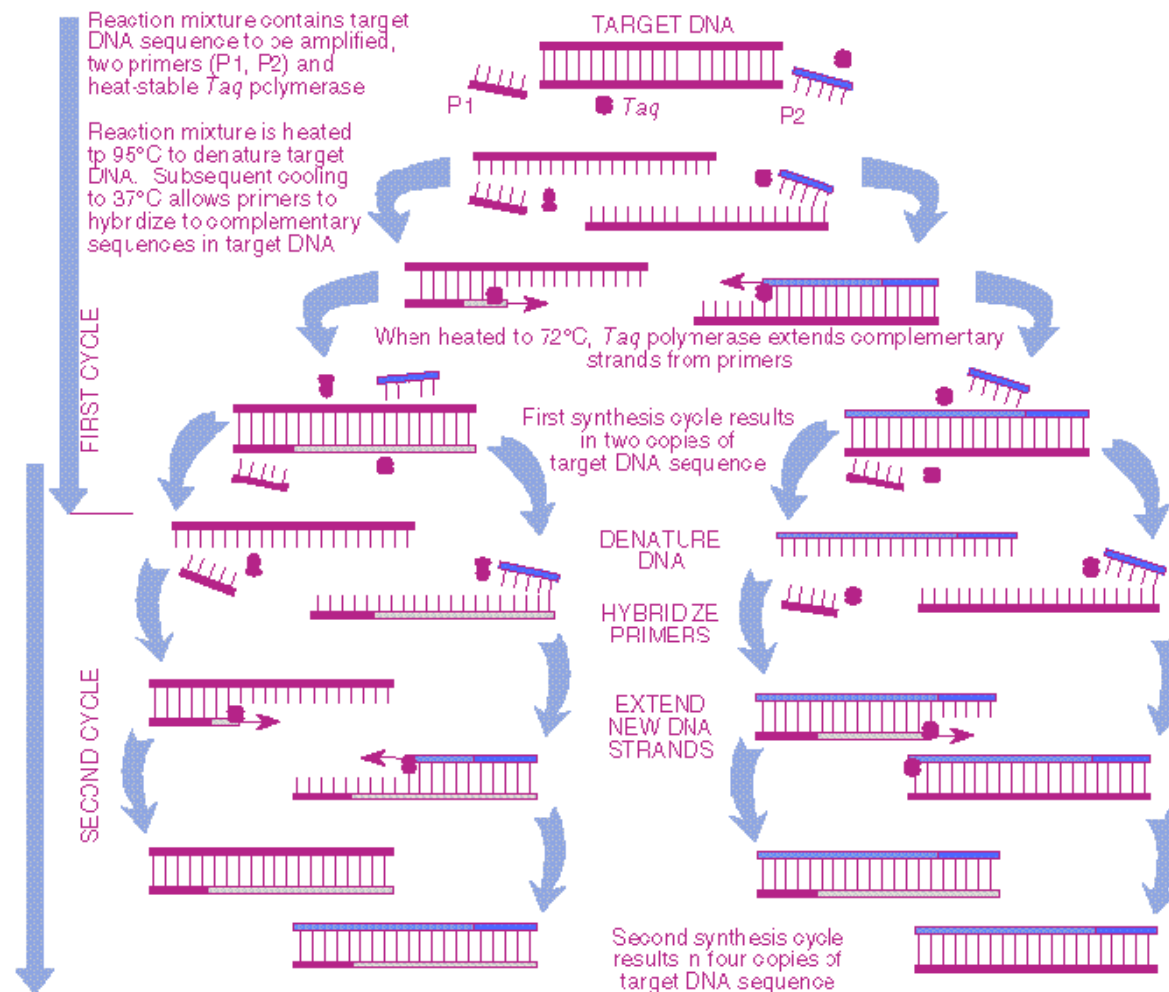 Reaction mixture contains target
DNA sequence to be amplified,
two primers (P1, P2) and
heat-stable Taq polymerase
TARGET DNA
P1
Taq
P2
Reaction mixture is heated
tp 95°C to denature target
DNA. Subsequent cooling
to 37°C allows primers to
hybridize to complementary
sequences in target DNA
FIRST CYCLE
When heated to 72°C, Taq polymerase extends complementary
strands from primers
First synthesis cycle results
in two copies of
target DNA sequence
SECOND CYCLE
DENATURE
DNA
HYBRIDZE
PRIMERS
EXTEND
NEW DNA
STRANDS
Second synthesis cycle
results in four copies of
target DNA sequence